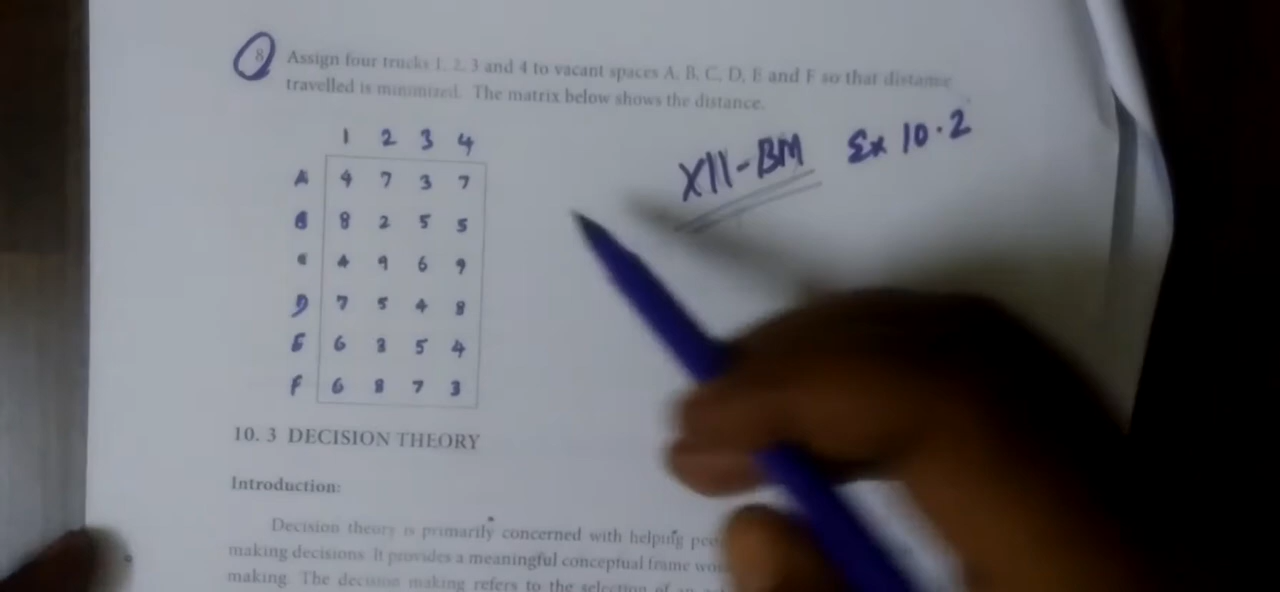 8 Assign four trucks 1, 2, 3 and 4 to vacant spaces A, B, C, D, E and F so that distance
travelled is minimized. The matrix below shows the distance.
XII-BM Ex 10.2
1 2 3 4
A 4 7 3 7
B 8 2 5 5
C 4 9 6 9
D 7 5 4 8
E 6 3 5 4
F 6 8 7 3
10. 3 DECISION THEORY
Introduction:
Decision theory is primarily concerned with helping
making decisions. It provides a meaningful conceptual frame
making. The decision making refers to the selection of an